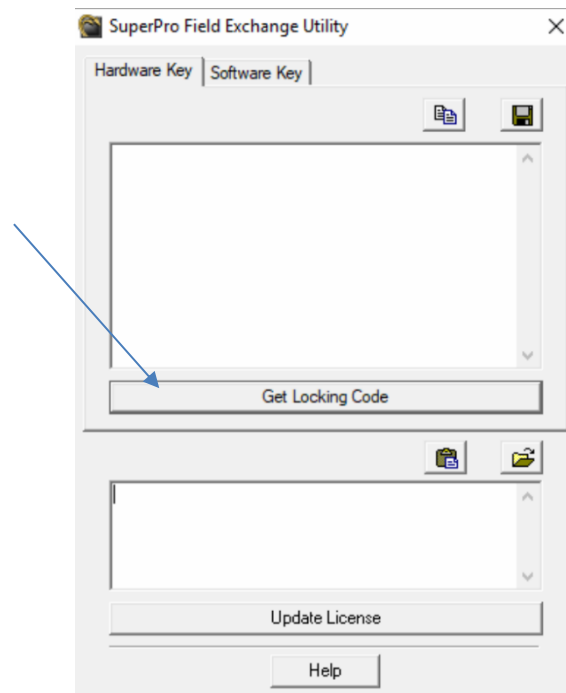 SuperPro Field Exchange Utility
Hardware Key
Software Key
Get Locking Code
Update License
Help